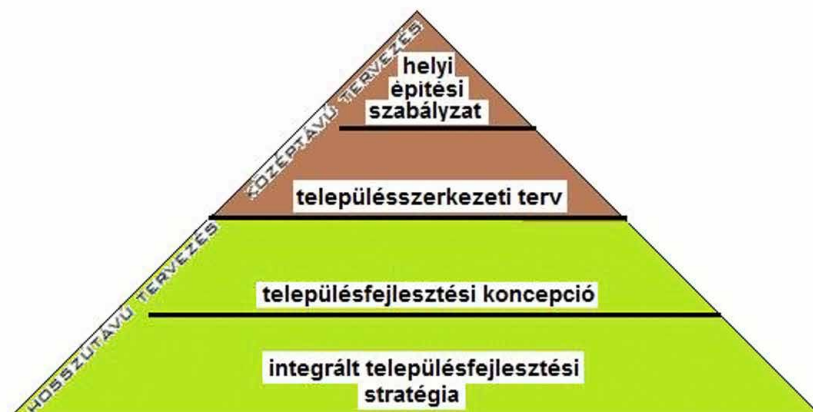 KÖZÉPTÁVÚ TERVEZÉS
helyi
építési
szabályzat
településszerkezeti terv
HOSSZÚTÁVÚ TERVEZÉS
településfejlesztési koncepció
integrált településfejlesztési
stratégia